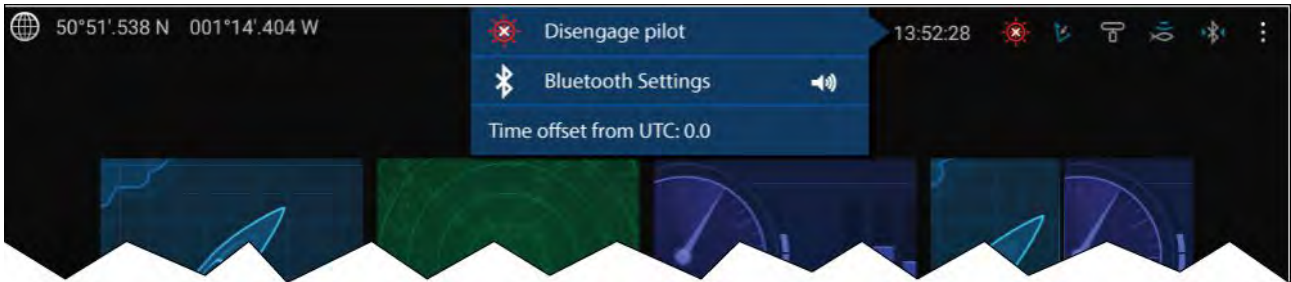 50°51'.538 N 001°14'.404 W
Disengage pilot
13:52:28
Bluetooth Settings
Time offset from UTC: 0.0